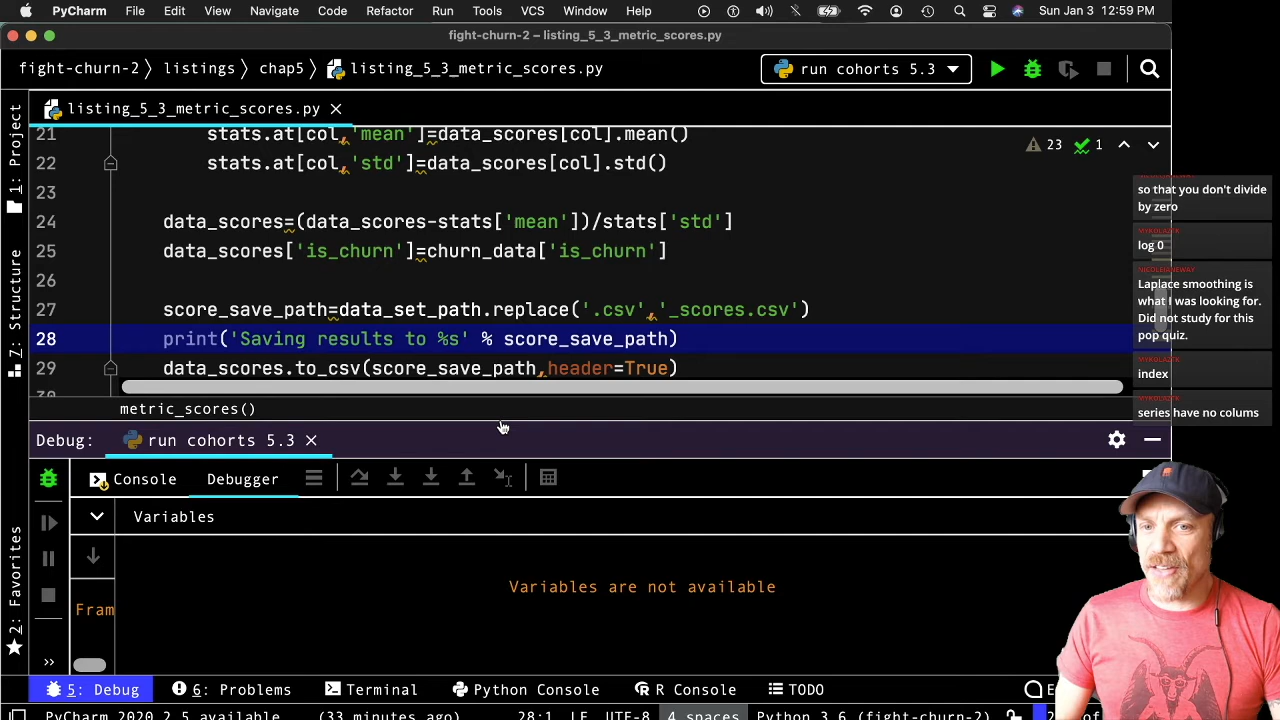 PyCharm File Edit View Navigate Code Refactor Run Tools VCS Window Help Sun Jan 3 12:59 PM
fight-churn-2 – listing_5_3_metric_scores.py
fight-churn-2 listings chap5 listing_5_3_metric_scores.py run cohorts 5.3
1: Project
Z: Structure
2: Favorites
listing_5_3_metric_scores.py
23 1
21 stats.at[col,'mean']=data_scores[col].mean()
22 stats.at[col,'std']=data_scores[col].std()
23
24 data_scores=(data_scores-stats['mean'])/stats['std']
25 data_scores['is_churn']=churn_data['is_churn']
26
27 score_save_path=data_set_path.replace('.csv','_scores.csv')
28 print('Saving results to %s' % score_save_path)
29 data_scores.to_csv(score_save_path,header=True)
metric_scores()
so that you don't divide
by zero
log 0
Laplace smoothing is
what I was looking for.
Did not study for this
pop quiz.
index
series have no colums
Debug: run cohorts 5.3
Console Debugger
Variables
Fram
Variables are not available
5: Debug 6: Problems Terminal Python Console R Console TODO
PyCharm 2020.2.5 available (33 minutes ago) 28:1 LF UTF-8 4 spaces Python 3.6 (fight-churn-2)